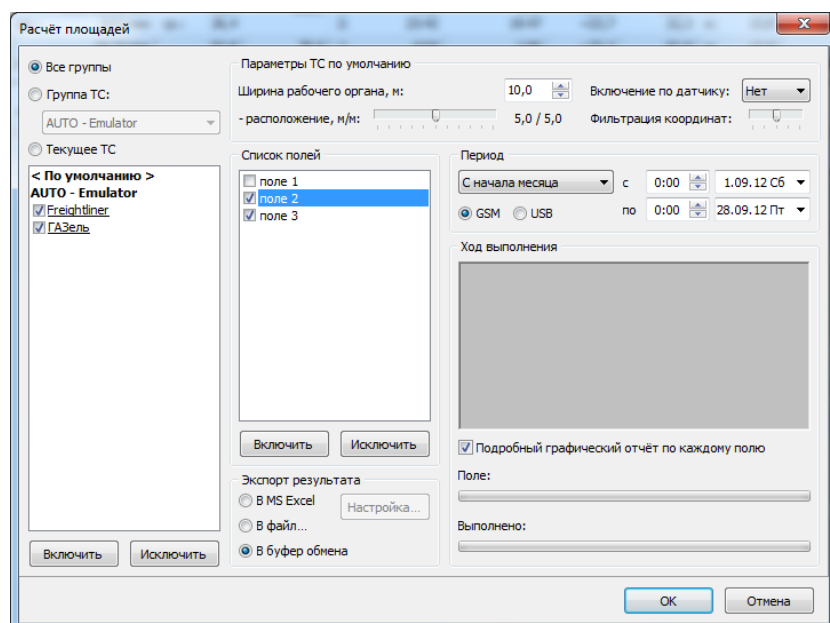 Расчёт площадей
Все группы
Группа ТС:
AUTO - Emulator
Текущее ТС
< По умолчанию >
AUTO - Emulator
Freightliner
ГАЗель
Включить
Исключить
Параметры ТС по умолчанию
Ширина рабочего органа, м:
10,0
Включение по датчику:
Нет
- расположение, м/м:
5,0 / 5,0
Фильтрация координат:
Список полей
поле 1
поле 2
поле 3
Включить
Исключить
Экспорт результата
В MS Excel
Настройка...
В файл...
В буфер обмена
Период
С начала месяца
с
0:00
1.09.12 Сб
GSM
USB
по
0:00
28.09.12 Пт
Ход выполнения
Подробный графический отчёт по каждому полю
Поле:
Выполнено:
OK
Отмена